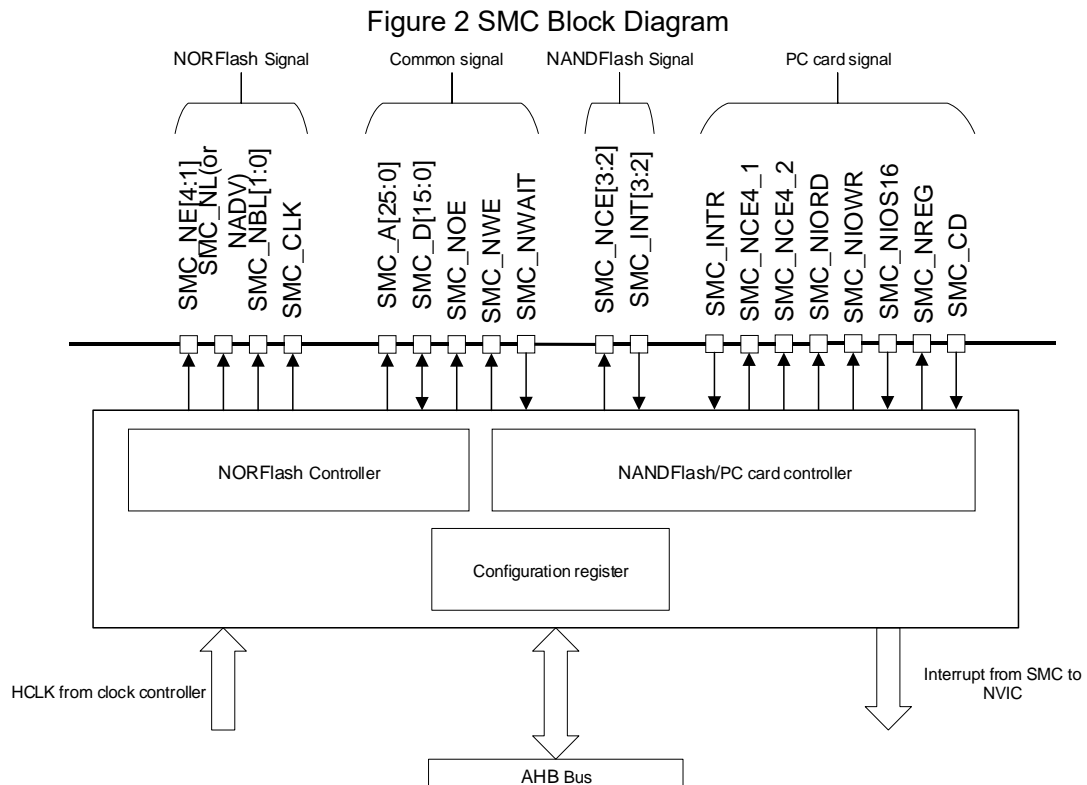 Figure 2 SMC Block Diagram
NORFlash Signal
Common signal
NANDFlash Signal
PC card signal
SMC_NE[4:1]
SMC_NL(or
NADV)
SMC_NBL[1:0]
SMC_CLK
SMC_A[25:0]
SMC_D[15:0]
SMC_NOE
SMC_NWE
SMC_NWAIT
SMC_NCE[3:2]
SMC_INT[3:2]
SMC_INTR
SMC_NCE4_1
SMC_NCE4_2
SMC_NIORD
SMC_NIOWR
SMC_NIOS16
SMC_NREG
SMC_CD
NORFlash Controller
NANDFlash/PC card controller
Configuration register
HCLK from clock controller
Interrupt from SMC to
NVIC
AHB Bus